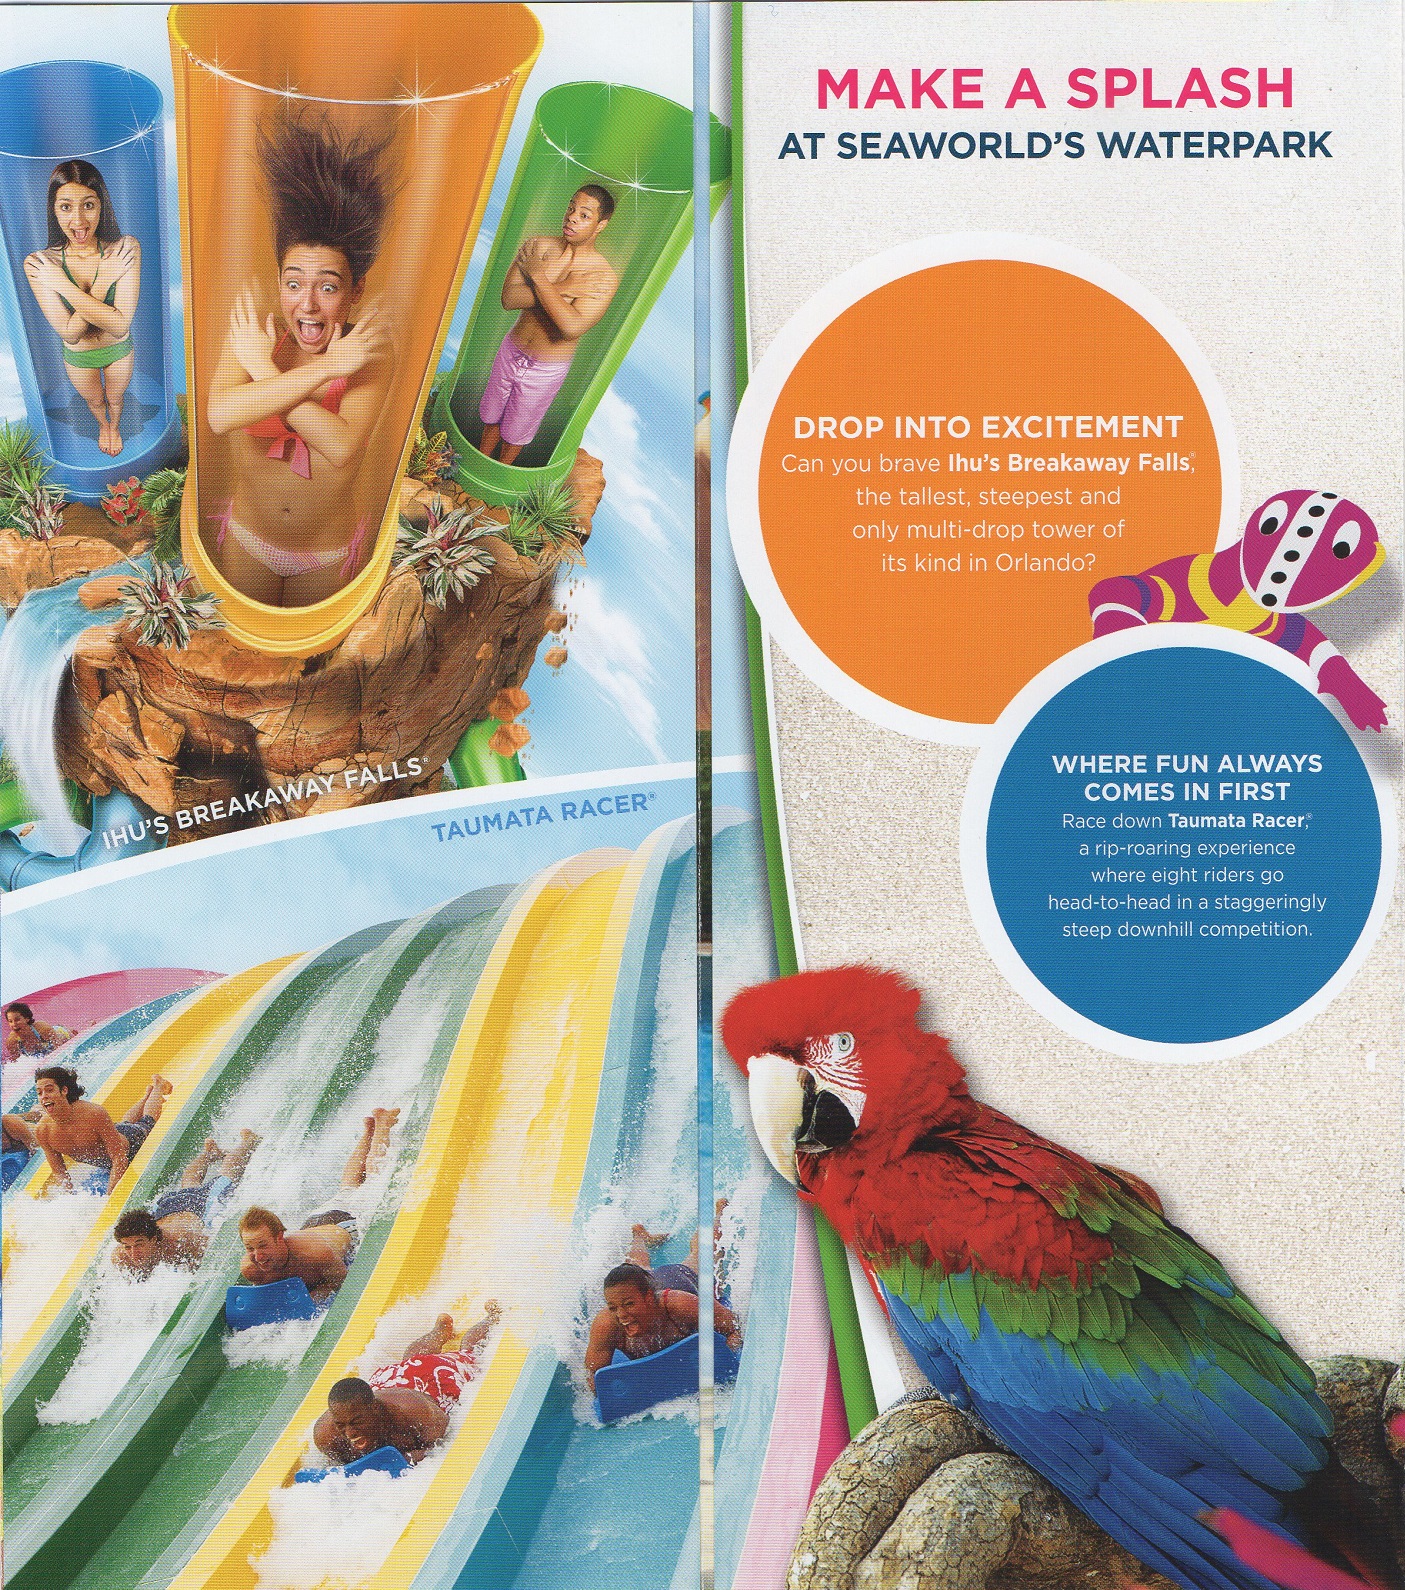 MAKE A SPLASH
AT SEAWORLD'S WATERPARK
DROP INTO EXCITEMENT
Can you brave Ihu's Breakaway Falls®,
the tallest, steepest and
only multi-drop tower of
its kind in Orlando?
WHERE FUN ALWAYS
COMES IN FIRST
Race down Taumata Racer®,
a rip-roaring experience
where eight riders go
head-to-head in a staggeringly
steep downhill competition.
IHU'S BREAKAWAY FALLS®
TAUMATA RACER®